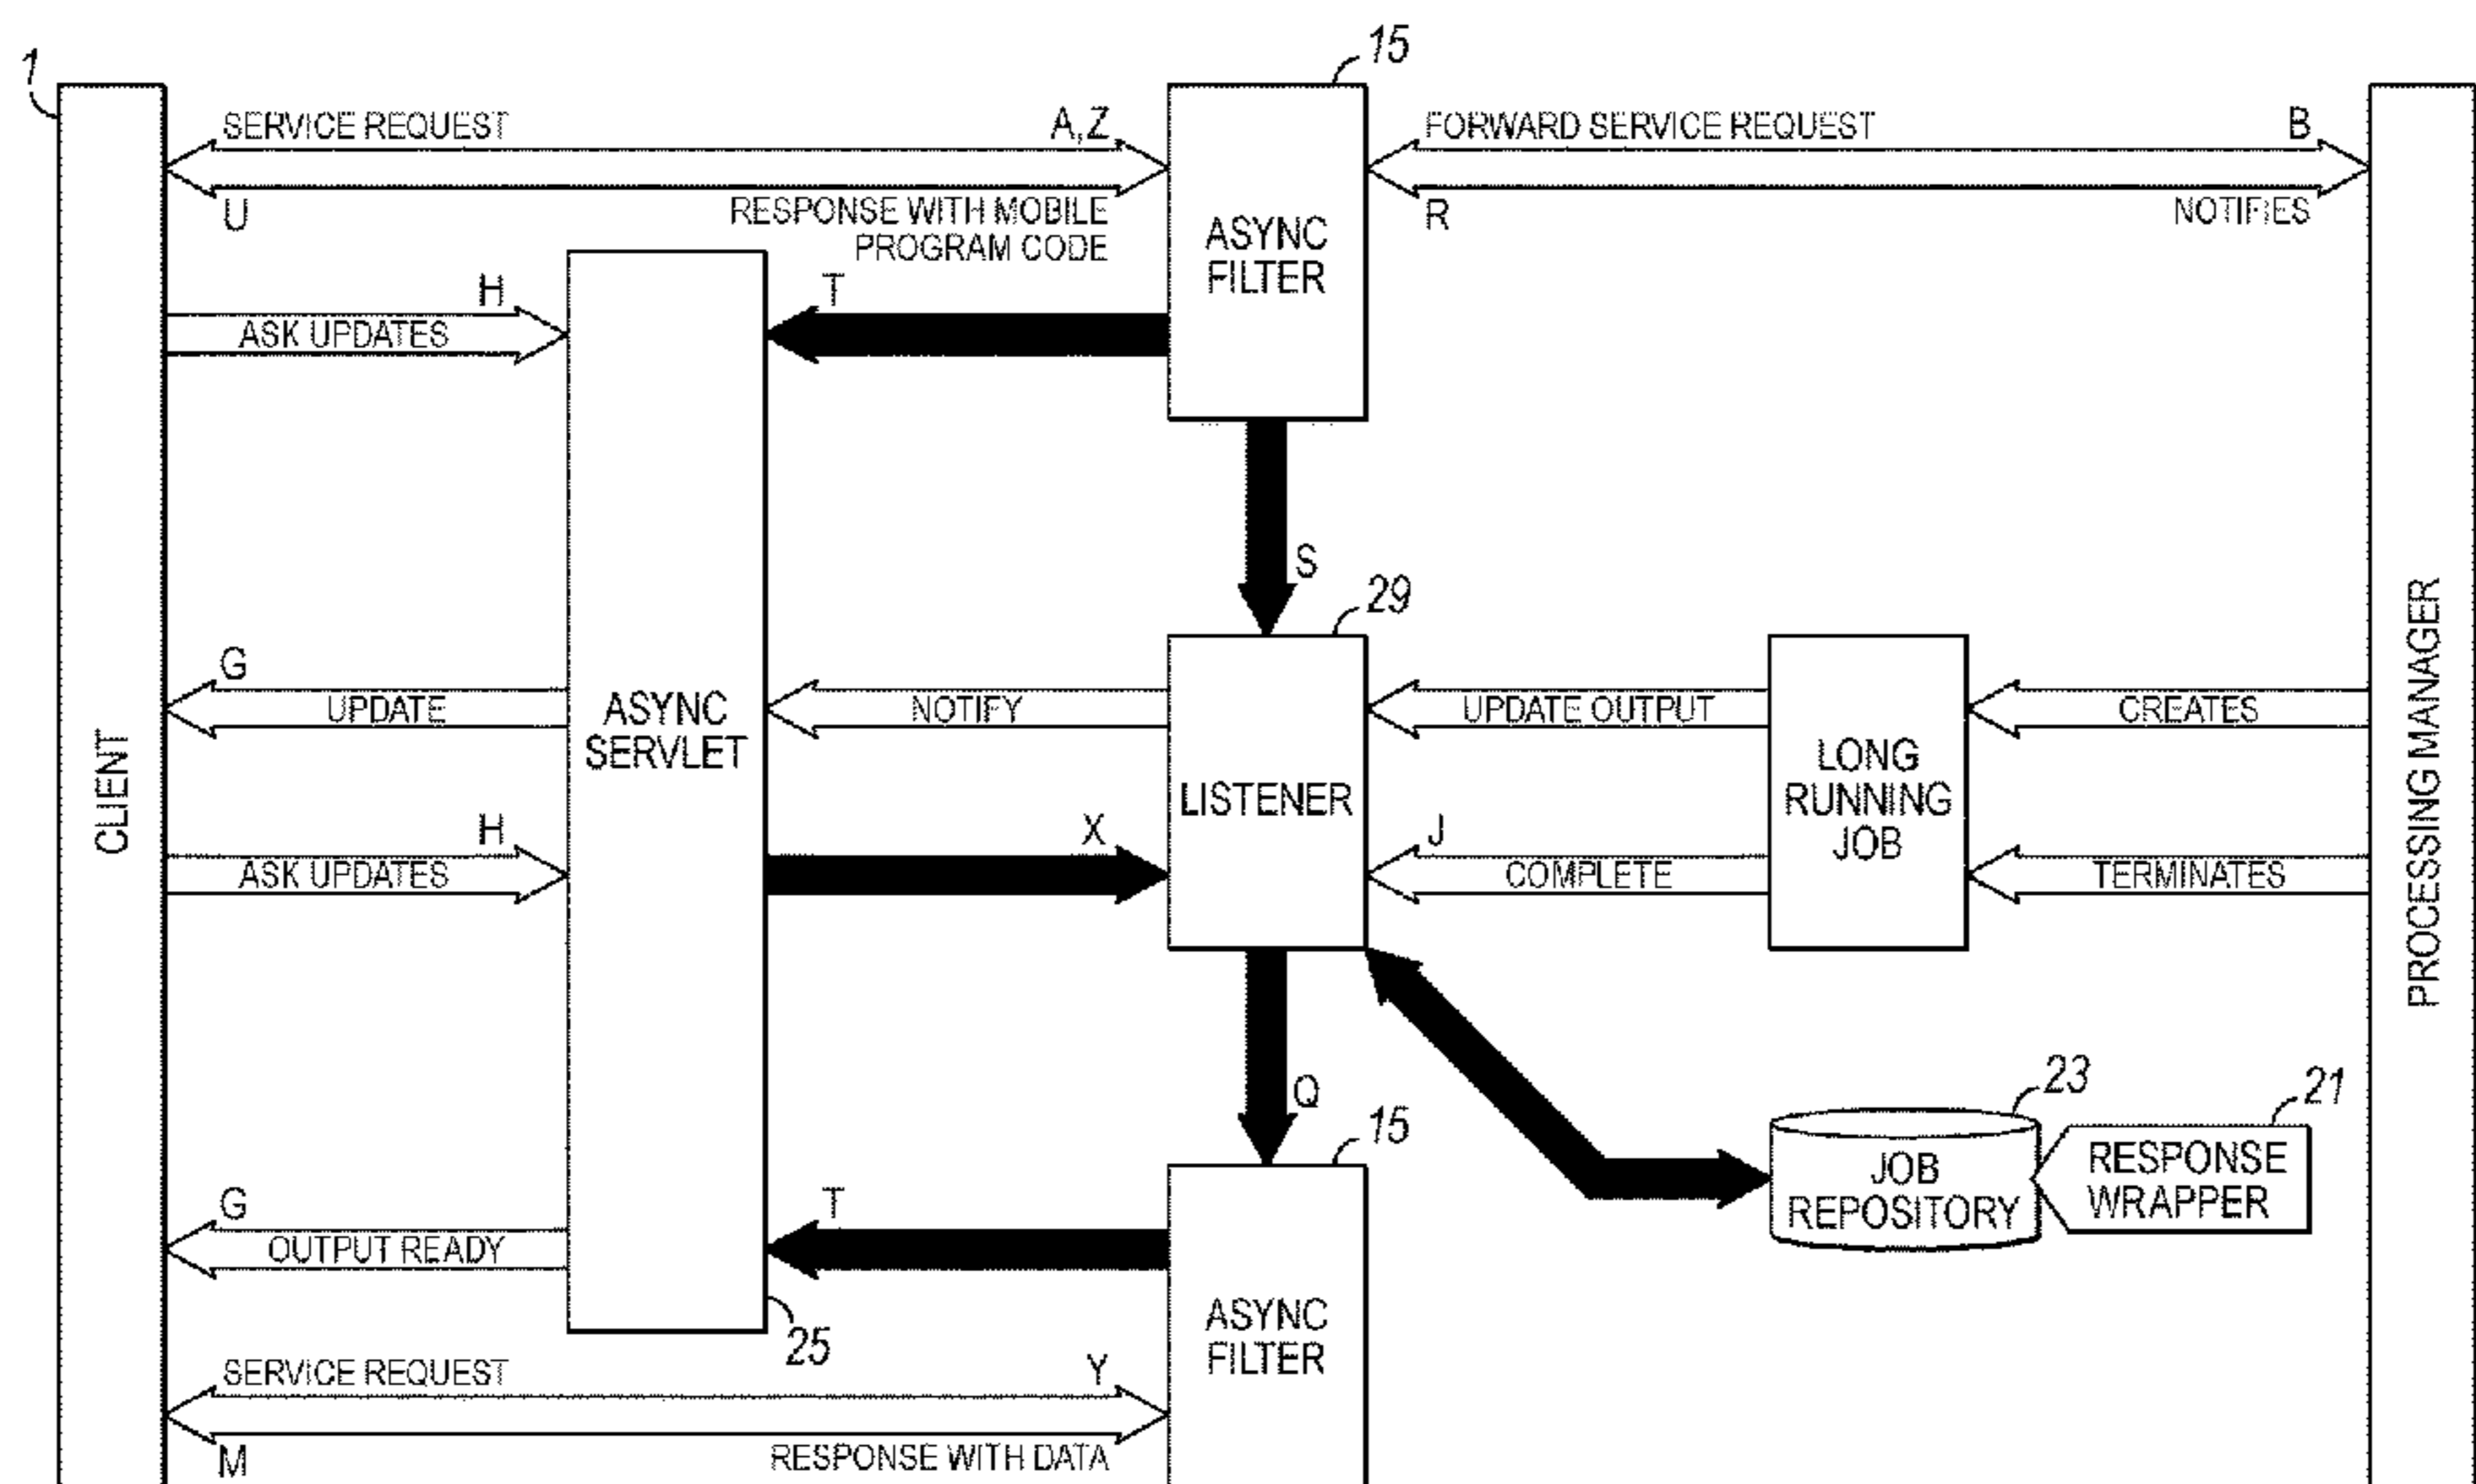 1
15
SERVICE REQUEST
A,Z
FORWARD SERVICE REQUEST
B
U
RESPONSE WITH MOBILE
PROGRAM CODE
R
NOTIFIES
ASYNC
FILTER
H
ASK UPDATES
T
S
29
G
UPDATE
ASYNC
SERVLET
NOTIFY
UPDATE OUTPUT
CREATES
CLIENT
LISTENER
LONG
RUNNING
JOB
PROCESSING MANAGER
H
ASK UPDATES
X
J
COMPLETE
TERMINATES
Q
15
23
21
JOB
REPOSITORY
RESPONSE
WRAPPER
G
OUTPUT READY
T
25
ASYNC
FILTER
SERVICE REQUEST
Y
M
RESPONSE WITH DATA